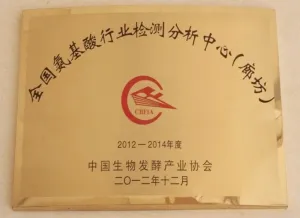 全国氨基酸行业检测分析中心(廊坊)
CBFIA
2012—2014年度
中国生物发酵产业协会
二〇一二年十二月